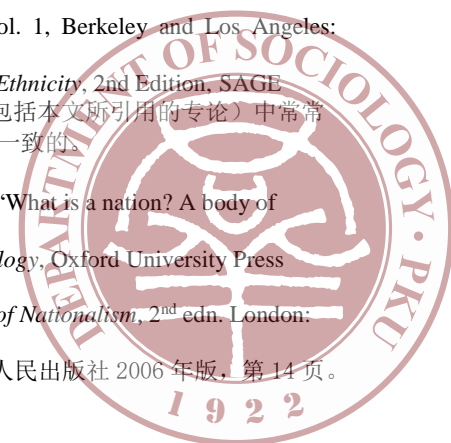 ol. 1, Berkeley and Los Angeles:
Ethnicity, 2nd Edition, SAGE
包括本文所引用的专论）中常常
一致的。
“What is a nation? A body of
logy, Oxford University Press
of Nationalism, 2nd edn. London:
人民出版社 2006 年版，第 14 页。
DEPARTMENT OF SOCIOLOGY · PKU
1922